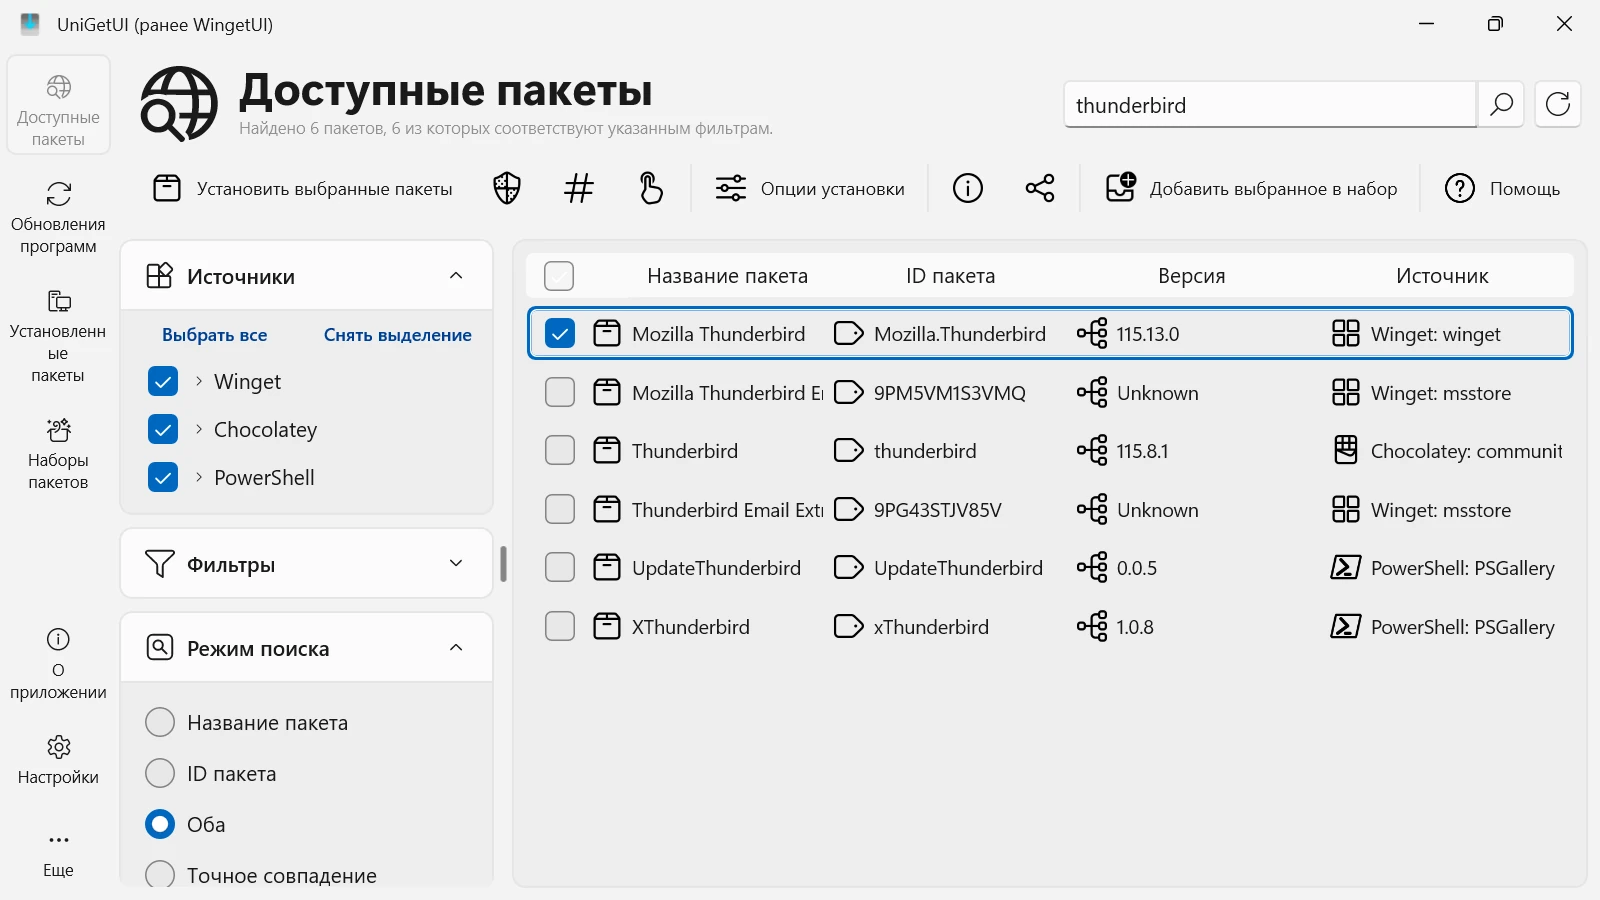 UniGetUI (ранее WingetUI)
Доступные
пакеты
Обновления
программ
Установленн
ые
пакеты
Наборы
пакетов
О
приложении
Настройки
Еще
Доступные пакеты
Найдено 6 пакетов, 6 из которых соответствуют указанным фильтрам.
thunderbird
Установить выбранные пакеты
Опции установки
Добавить выбранное в набор
Помощь
Источники
Выбрать все Снять выделение
Winget
Chocolatey
PowerShell
Фильтры
Режим поиска
Название пакета
ID пакета
Оба
Точное совпадение
Название пакета ID пакета Версия Источник
Mozilla Thunderbird Mozilla.Thunderbird 115.13.0 Winget: winget
Mozilla Thunderbird E 9PM5VM1S3VMQ Unknown Winget: msstore
Thunderbird thunderbird 115.8.1 Chocolatey: communit
Thunderbird Email Ext 9PG43STJV85V Unknown Winget: msstore
UpdateThunderbird UpdateThunderbird 0.0.5 PowerShell: PSGallery
XThunderbird xThunderbird 1.0.8 PowerShell: PSGallery